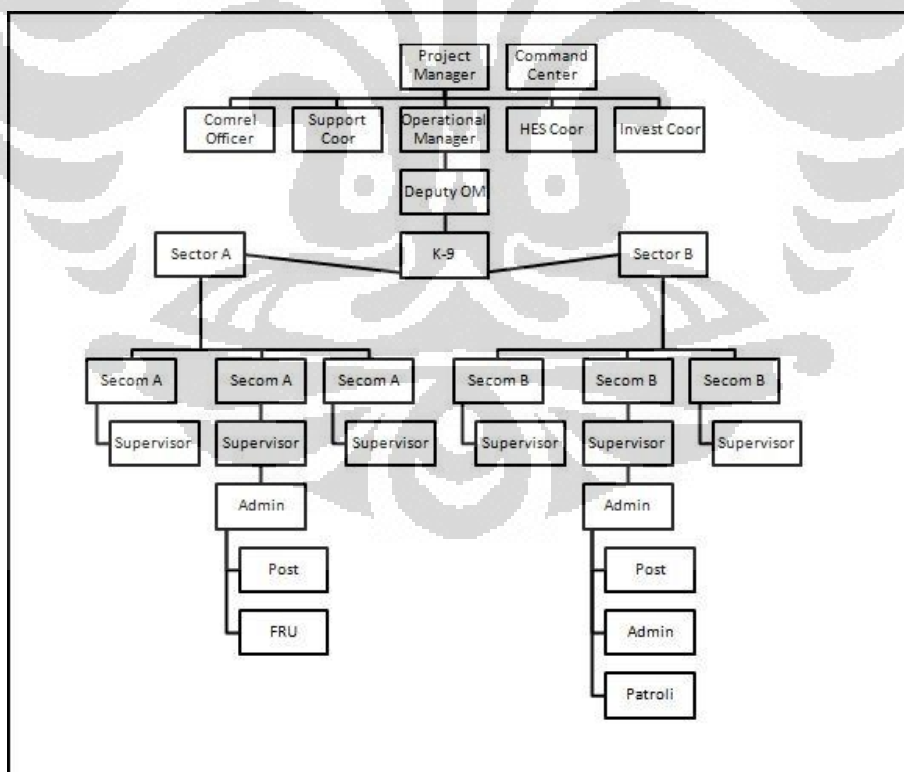 Project
Manager
Command
Center
Comrel
Officer
Support
Coor
Operational
Manager
HES Coor
Invest Coor
Deputy OM
Sector A
K-9
Sector B
Secom A
Secom A
Secom A
Secom B
Secom B
Secom B
Supervisor
Supervisor
Supervisor
Supervisor
Supervisor
Supervisor
Admin
Admin
Post
Post
FRU
Admin
Patroli